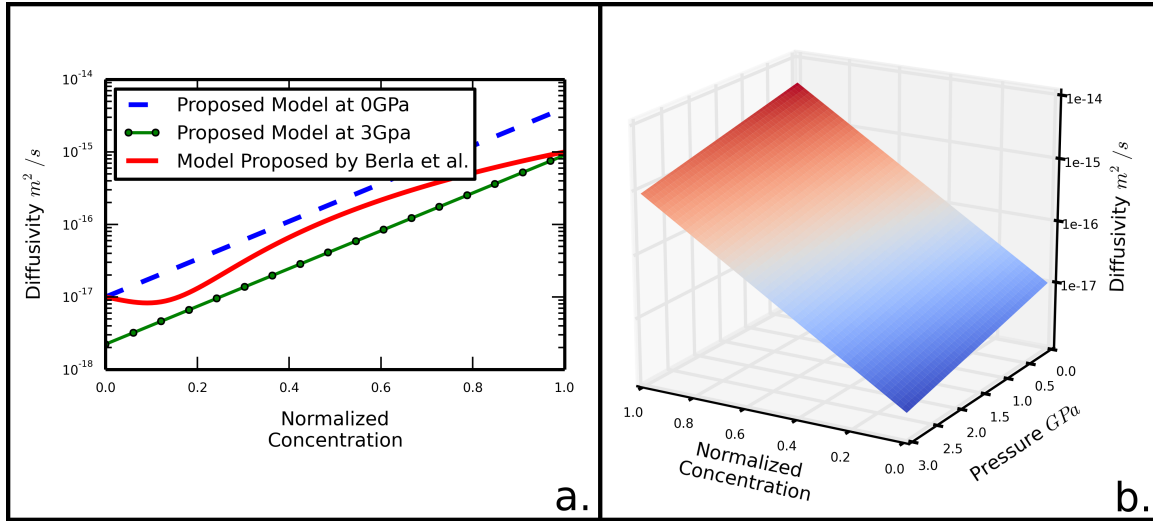 10⁻¹⁴
10⁻¹⁵
10⁻¹⁶
10⁻¹⁷
10⁻¹⁸
Diffusivity m² /s
Proposed Model at 0GPa
Proposed Model at 3Gpa
Model Proposed by Berla et al.
0.0 0.2 0.4 0.6 0.8 1.0
Normalized
Concentration
a.
1e-14
1e-15
1e-16
1e-17
Diffusivity m² /s
1.0 0.8 0.6 0.4 0.2 0.0
Normalized
Concentration
0.0 0.5 1.0 1.5 2.0 2.5 3.0
Pressure GPa
b.